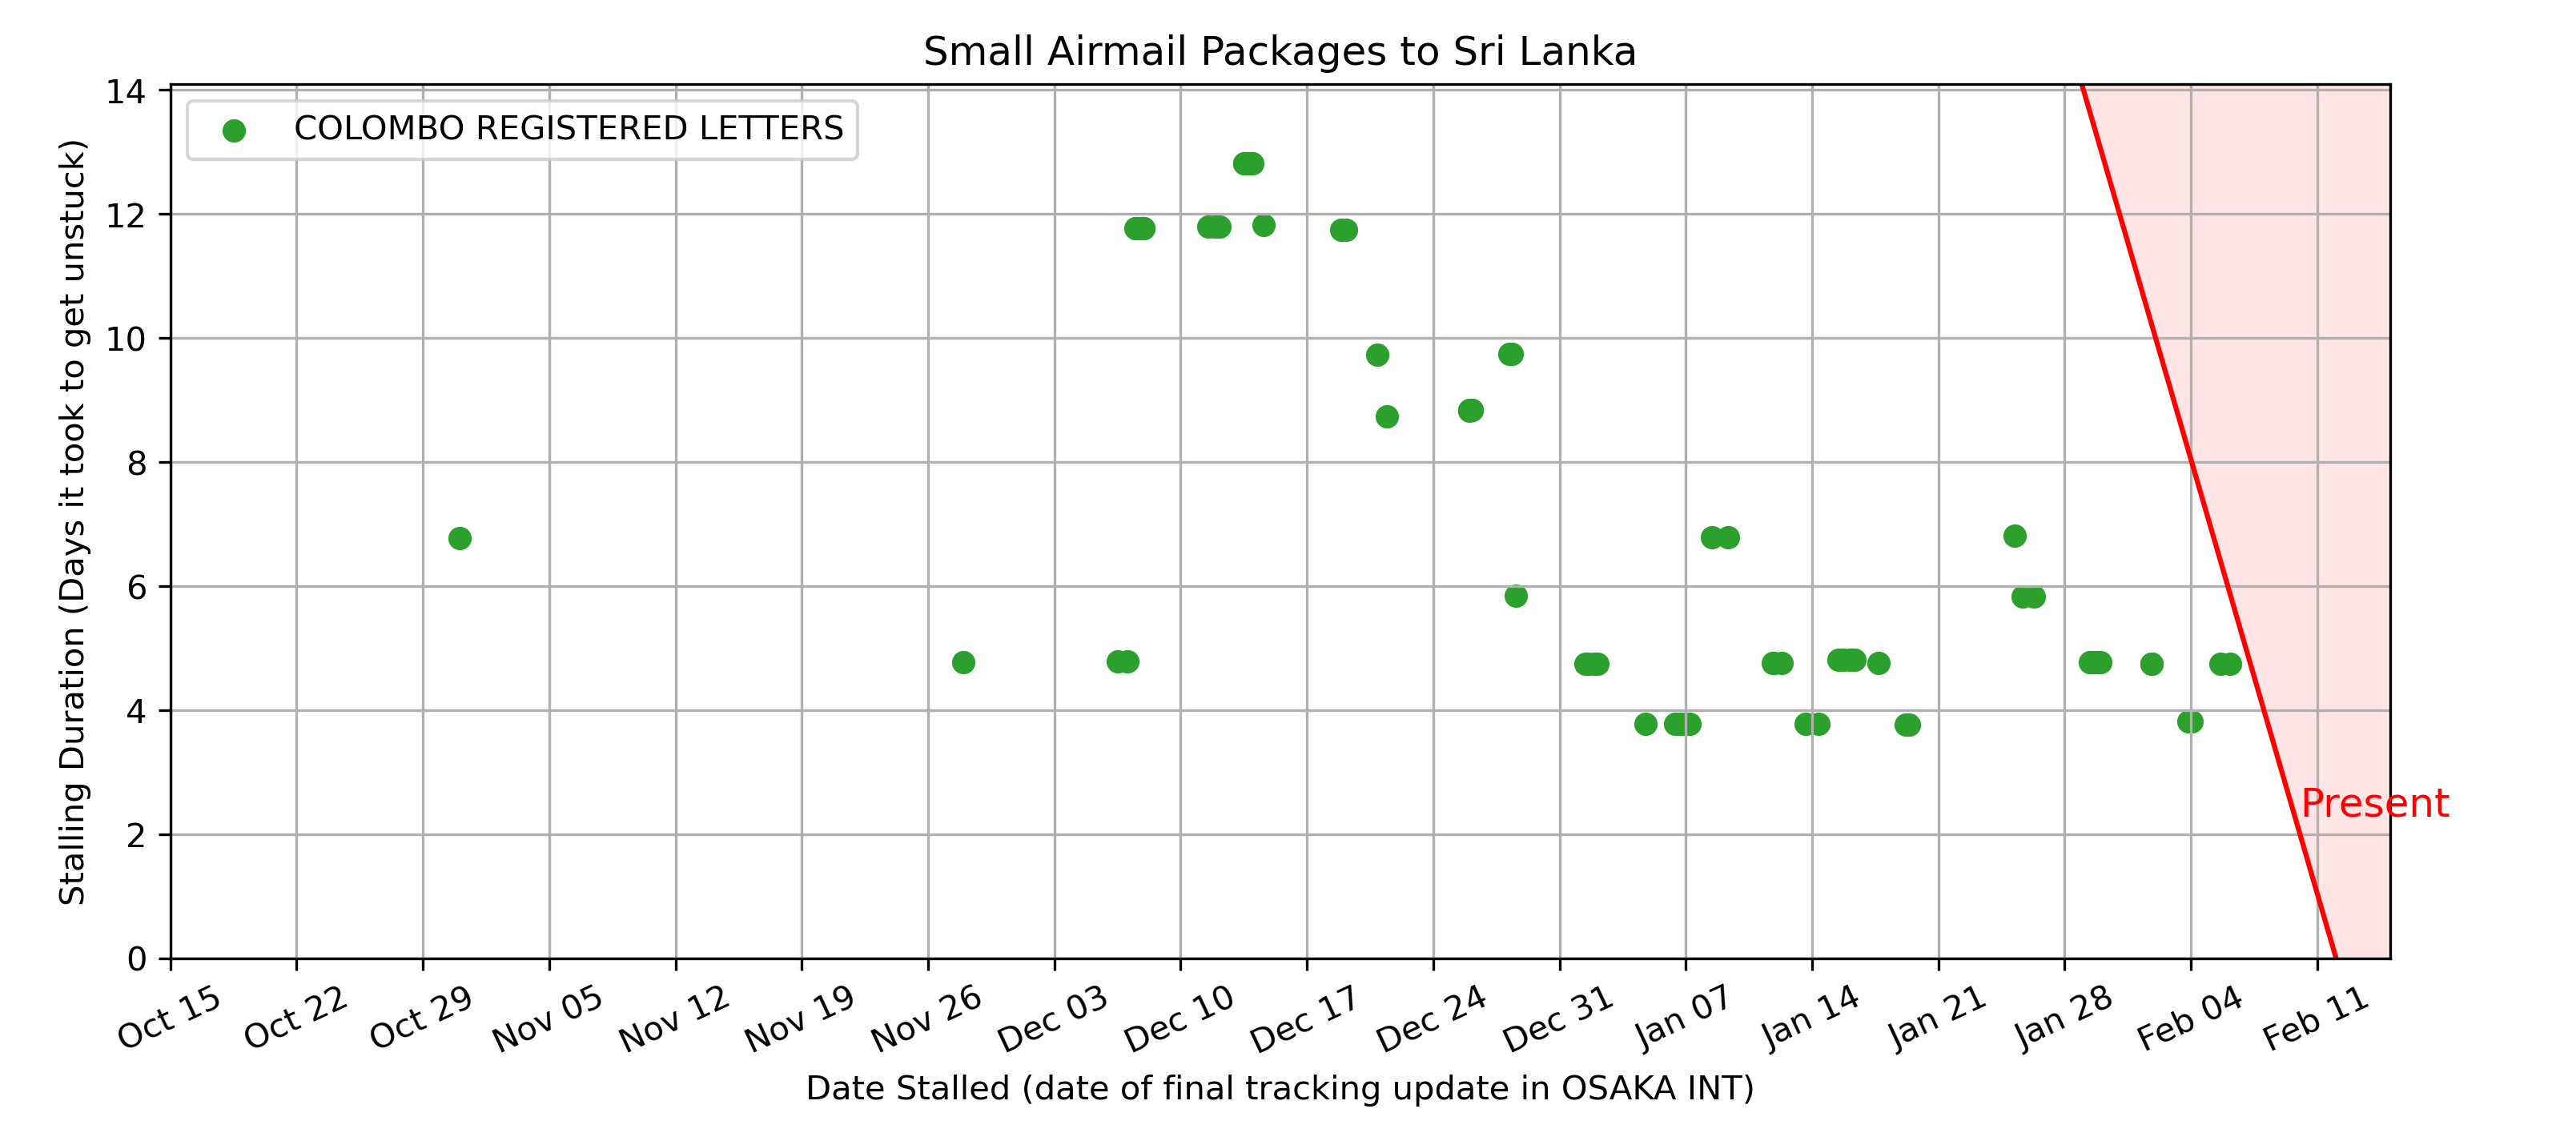 Small Airmail Packages to Sri Lanka
COLOMBO REGISTERED LETTERS
Stalling Duration (Days it took to get unstuck)
14
12
10
8
6
4
2
0
Present
Oct 15
Oct 22
Oct 29
Nov 05
Nov 12
Nov 19
Nov 26
Dec 03
Dec 10
Dec 17
Dec 24
Dec 31
Jan 07
Jan 14
Jan 21
Jan 28
Feb 04
Feb 11
Date Stalled (date of final tracking update in OSAKA INT)